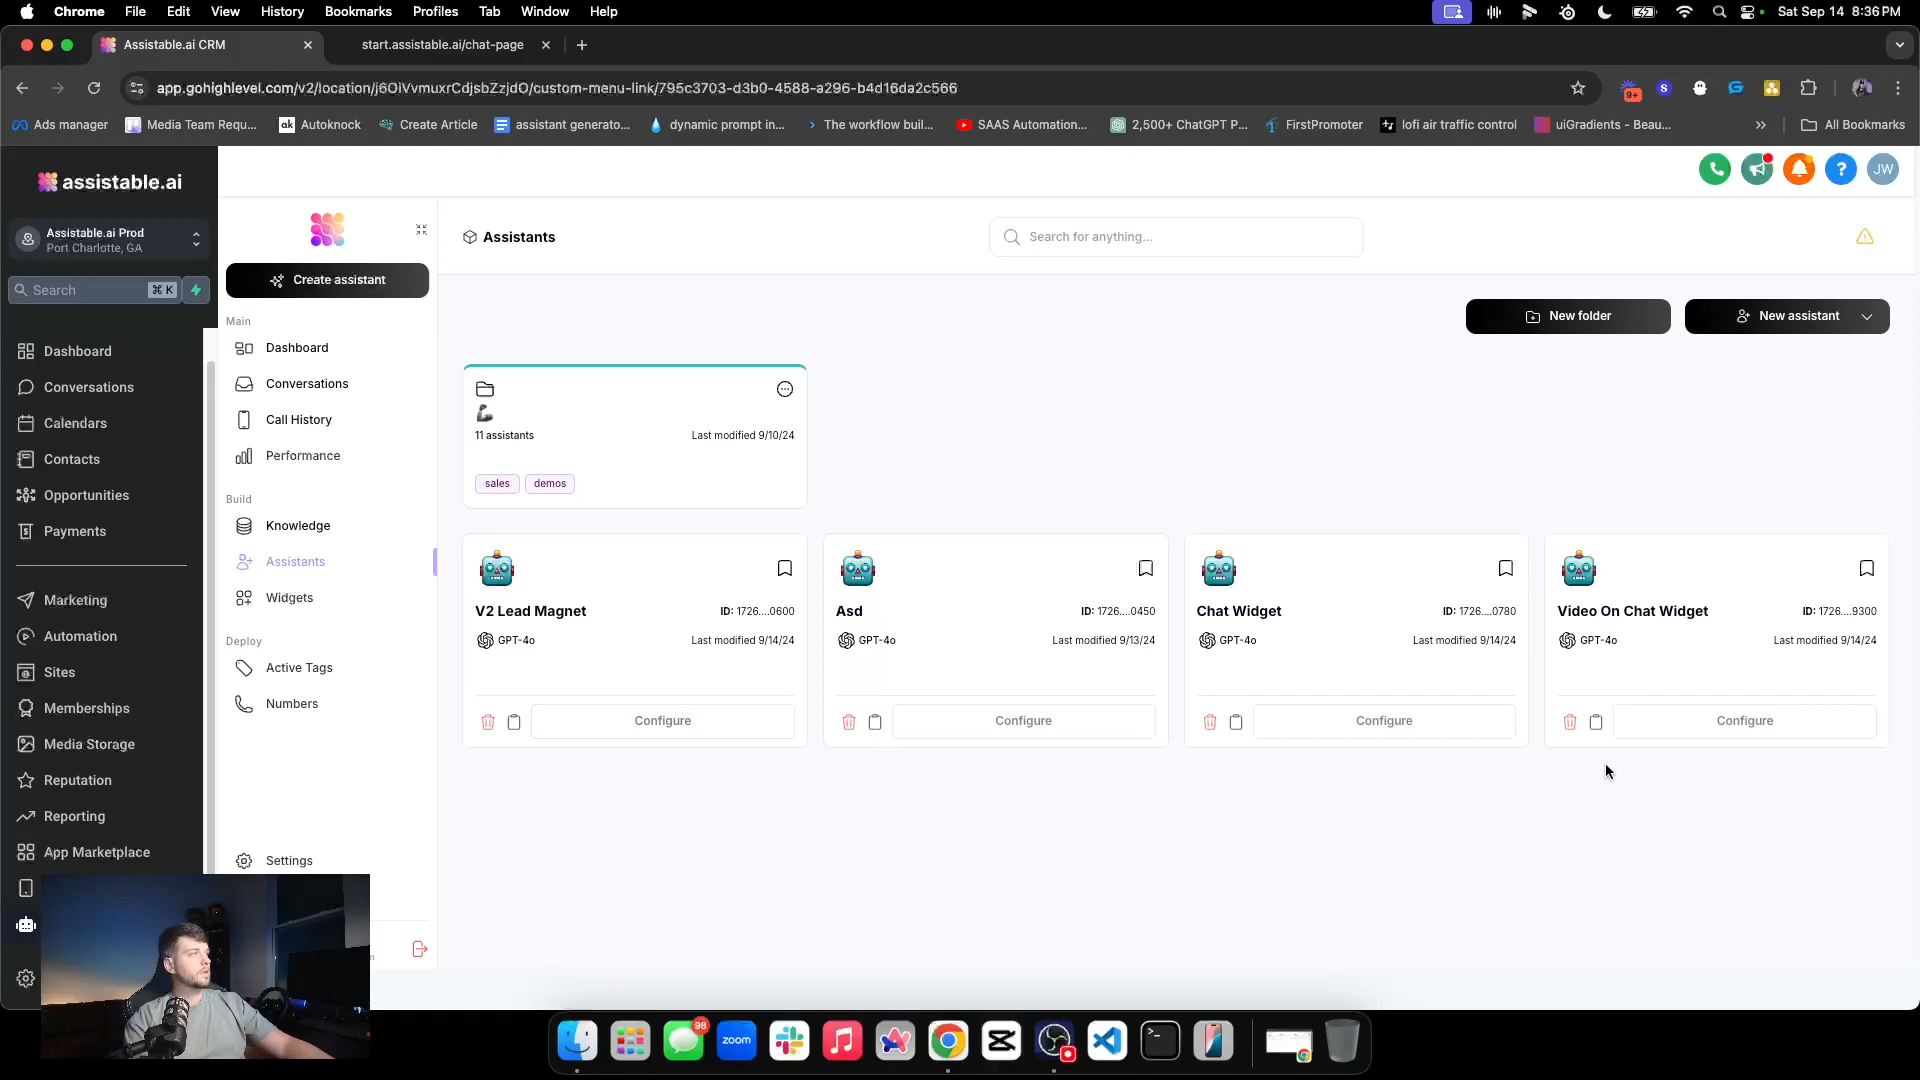 Chrome File Edit View History Bookmarks Profiles Tab Window Help Sat Sep 14 8:36 PM
Assistable.ai CRM start.assistable.ai/chat-page
app.gohighlevel.com/v2/location/j6OiVvmuxrCdjsbZzjdO/custom-menu-link/795c3703-d3b0-4588-a296-b4d16da2c566 9+
Ads manager Media Team Requ... ak Autoknock Create Article assistant generato... dynamic prompt in... The workflow buil... SAAS Automation... 2,500+ ChatGPT P... FirstPromoter lofi air traffic control uiGradients - Beau... All Bookmarks
assistable.ai
? JW
Assistable.ai Prod
Port Charlotte, GA
Search ⌘ K
Dashboard
Conversations
Calendars
Contacts
Opportunities
Payments
Marketing
Automation
Sites
Memberships
Media Storage
Reputation
Reporting
App Marketplace
Create assistant
Main
Dashboard
Conversations
Call History
Performance
Build
Knowledge
Assistants
Widgets
Deploy
Active Tags
Numbers
Settings
Assistants
Search for anything...
New folder
New assistant
11 assistants Last modified 9/10/24
sales demos
V2 Lead Magnet ID: 1726....0600
GPT-4o Last modified 9/14/24
Configure
Asd ID: 1726....0450
GPT-4o Last modified 9/13/24
Configure
Chat Widget ID: 1726....0780
GPT-4o Last modified 9/14/24
Configure
Video On Chat Widget ID: 1726....9300
GPT-4o Last modified 9/14/24
Configure
98
zoom